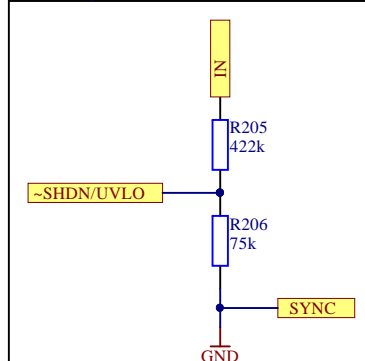 IN
R205
422k
~SHDN/UVLO
R206
75k
SYNC
GND